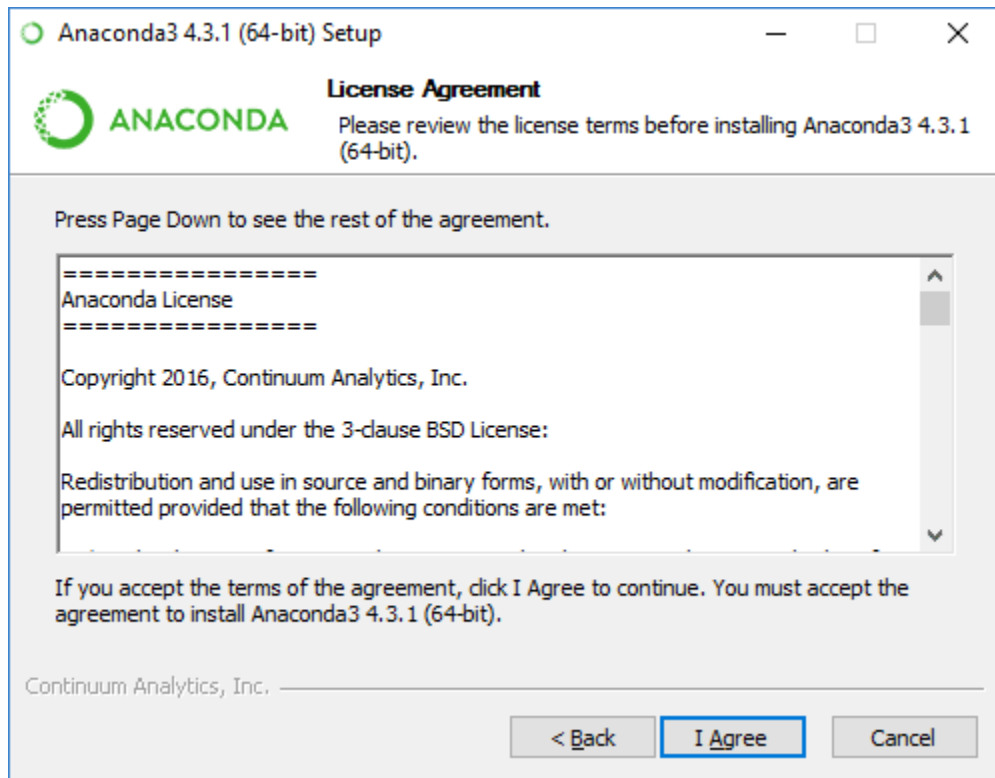 Anaconda3 4.3.1 (64-bit) Setup
ANACONDA
License Agreement
Please review the license terms before installing Anaconda3 4.3.1
(64-bit).
Press Page Down to see the rest of the agreement.
================
Anaconda License
================
Copyright 2016, Continuum Analytics, Inc.
All rights reserved under the 3-clause BSD License:
Redistribution and use in source and binary forms, with or without modification, are
permitted provided that the following conditions are met:
If you accept the terms of the agreement, click I Agree to continue. You must accept the
agreement to install Anaconda3 4.3.1 (64-bit).
Continuum Analytics, Inc.
< Back
I Agree
Cancel